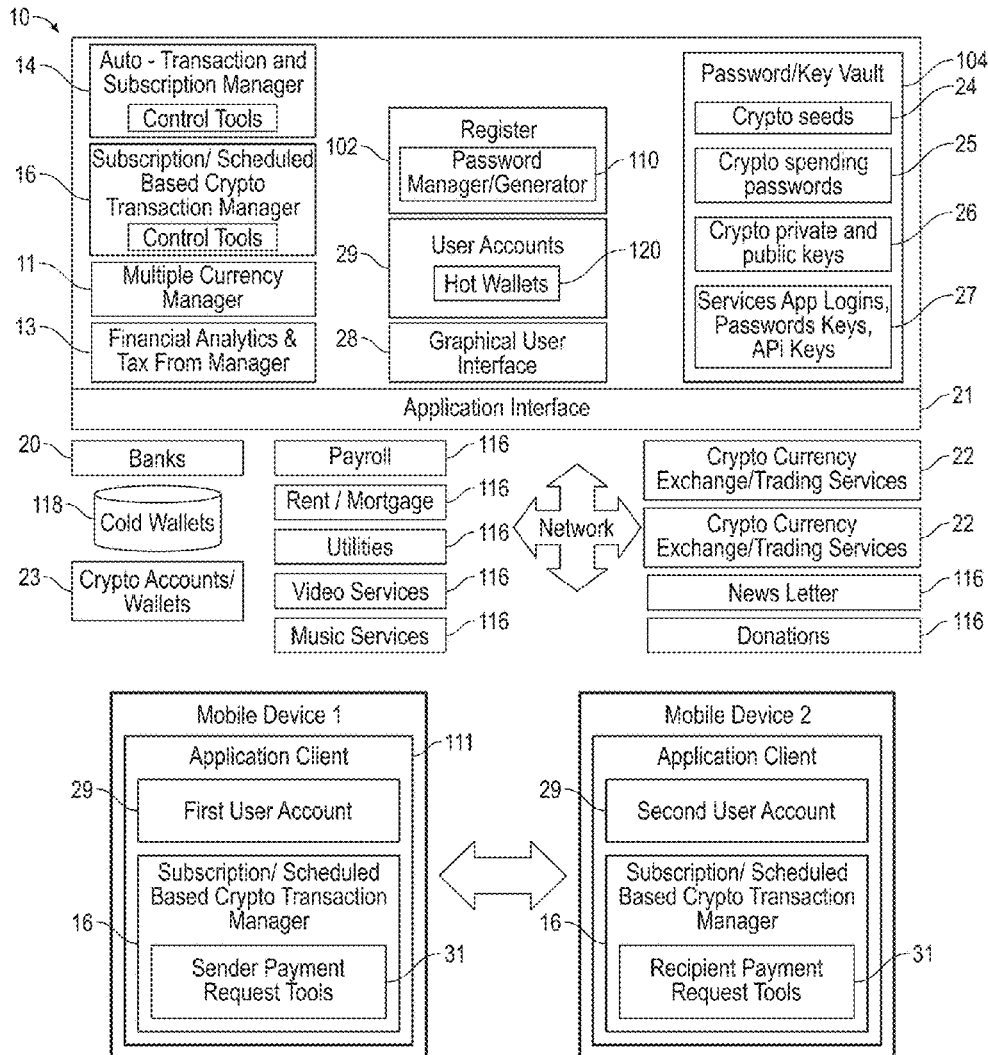 10
14
Auto - Transaction and
Subscription Manager
Control Tools
16
Subscription/ Scheduled
Based Crypto
Transaction Manager
Control Tools
11
Multiple Currency
Manager
13
Financial Analytics &
Tax From Manager
102
Register
Password
Manager/Generator
110
29
User Accounts
Hot Wallets
120
28
Graphical User
Interface
Password/Key Vault
104
Crypto seeds
24
Crypto spending
passwords
25
Crypto private and
public keys
26
Services App Logins,
Passwords Keys,
APi Keys
27
Application Interface
21
20
Banks
118
Cold Wallets
23
Crypto Accounts/
Wallets
Payroll
116
Rent / Mortgage
116
Utilities
116
Video Services
116
Music Services
116
Network
Crypto Currency
Exchange/Trading Services
22
Crypto Currency
Exchange/Trading Services
22
News Letter
116
Donations
116
Mobile Device 1
Application Client
111
29
First User Account
Subscription/ Scheduled
Based Crypto Transaction
Manager
16
Sender Payment
Request Tools
31
Mobile Device 2
Application Client
29
Second User Account
Subscription/ Scheduled
Based Crypto Transaction
Manager
16
Recipient Payment
Request Tools
31